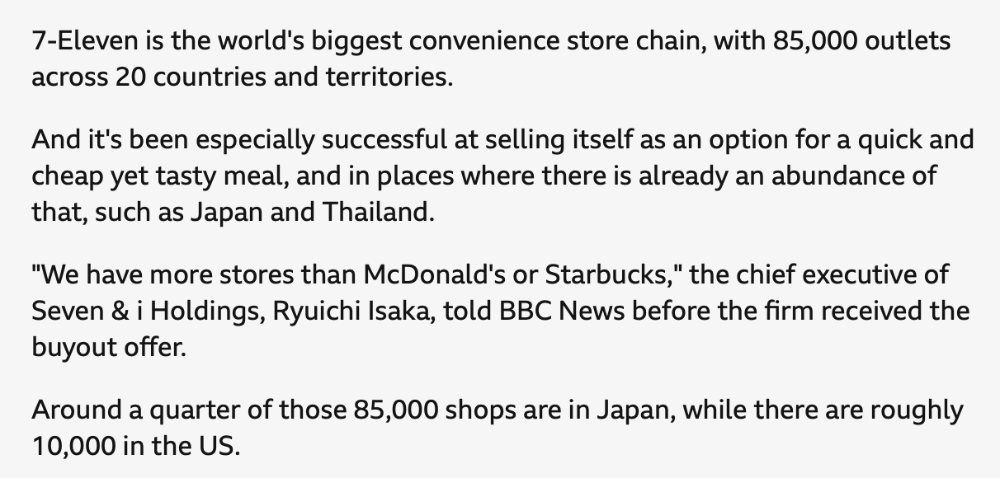 7-Eleven is the world's biggest convenience store chain, with 85,000 outlets
across 20 countries and territories.
And it's been especially successful at selling itself as an option for a quick and
cheap yet tasty meal, and in places where there is already an abundance of
that, such as Japan and Thailand.
"We have more stores than McDonald's or Starbucks," the chief executive of
Seven & i Holdings, Ryuichi Isaka, told BBC News before the firm received the
buyout offer.
Around a quarter of those 85,000 shops are in Japan, while there are roughly
10,000 in the US.